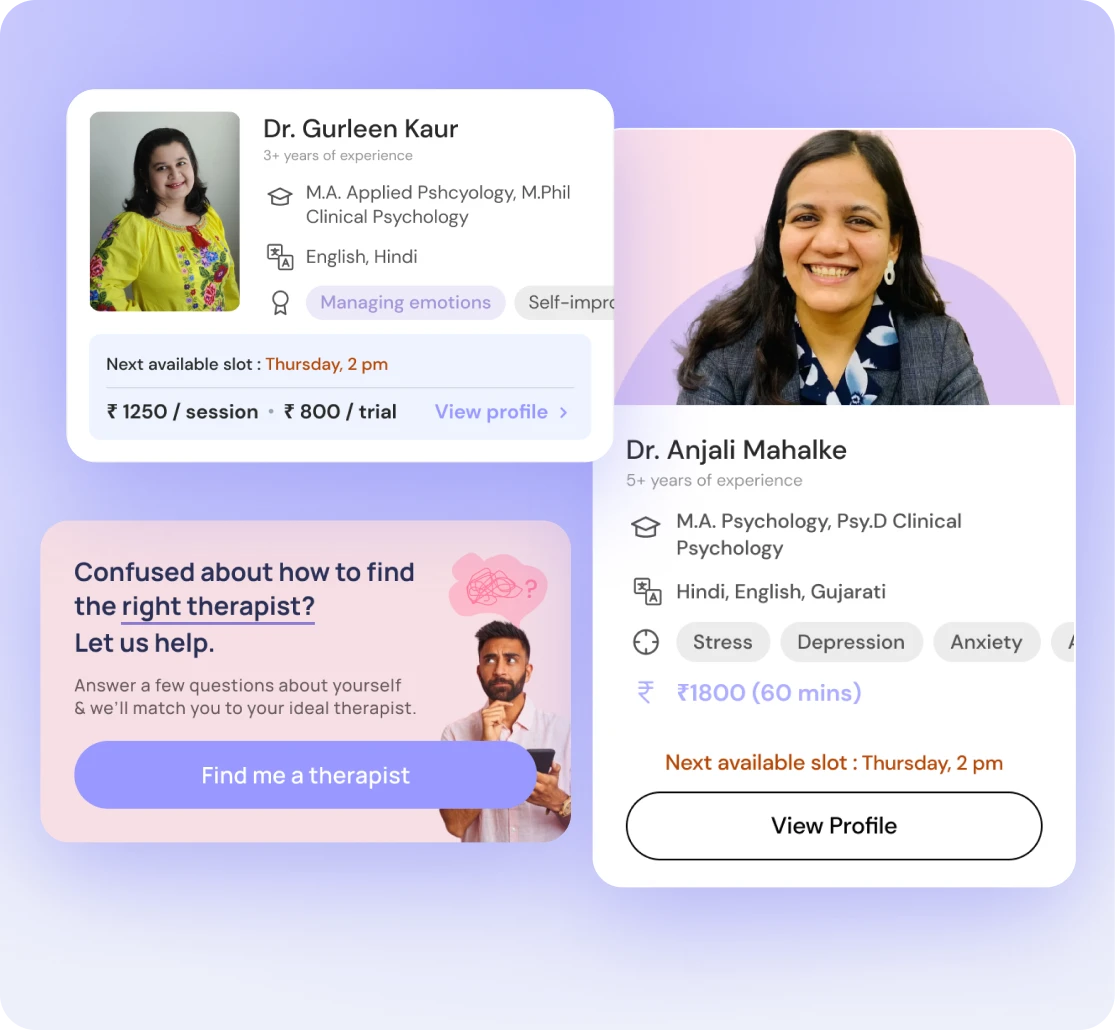 Dr. Gurleen Kaur
3+ years of experience
M.A. Applied Pshcyology, M.Phil
Clinical Psychology
English, Hindi
Managing emotions
Next available slot : Thursday, 2 pm
₹ 1250 / session • ₹ 800 / trial View profile >
Dr. Anjali Mahalke
5+ years of experience
M.A. Psychology, Psy.D Clinical
Psychology
Hindi, English, Gujarati
Stress Depression Anxiety
₹ ₹1800 (60 mins)
Next available slot : Thursday, 2 pm
View Profile
Confused about how to find
the right therapist?
Let us help.
?
Answer a few questions about yourself
& we'll match you to your ideal therapist.
Find me a therapist